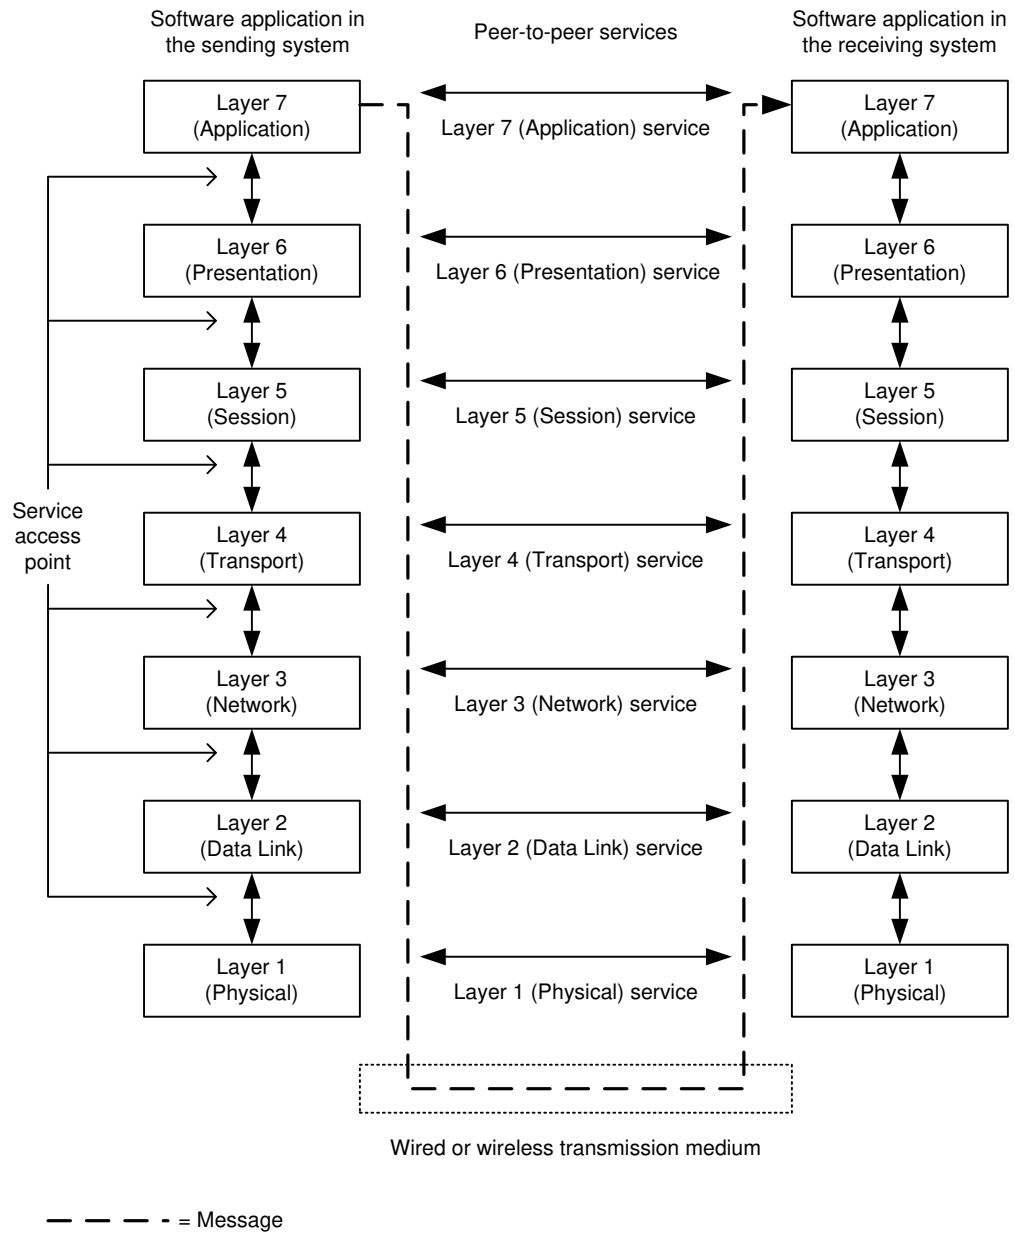 Software application in
the sending system
Peer-to-peer services
Software application in
the receiving system
Layer 7
(Application)
Layer 7 (Application) service
Layer 7
(Application)
Layer 6
(Presentation)
Layer 6 (Presentation) service
Layer 6
(Presentation)
Layer 5
(Session)
Layer 5 (Session) service
Layer 5
(Session)
Service
access
point
Layer 4
(Transport)
Layer 4 (Transport) service
Layer 4
(Transport)
Layer 3
(Network)
Layer 3 (Network) service
Layer 3
(Network)
Layer 2
(Data Link)
Layer 2 (Data Link) service
Layer 2
(Data Link)
Layer 1
(Physical)
Layer 1 (Physical) service
Layer 1
(Physical)
Wired or wireless transmission medium
= Message